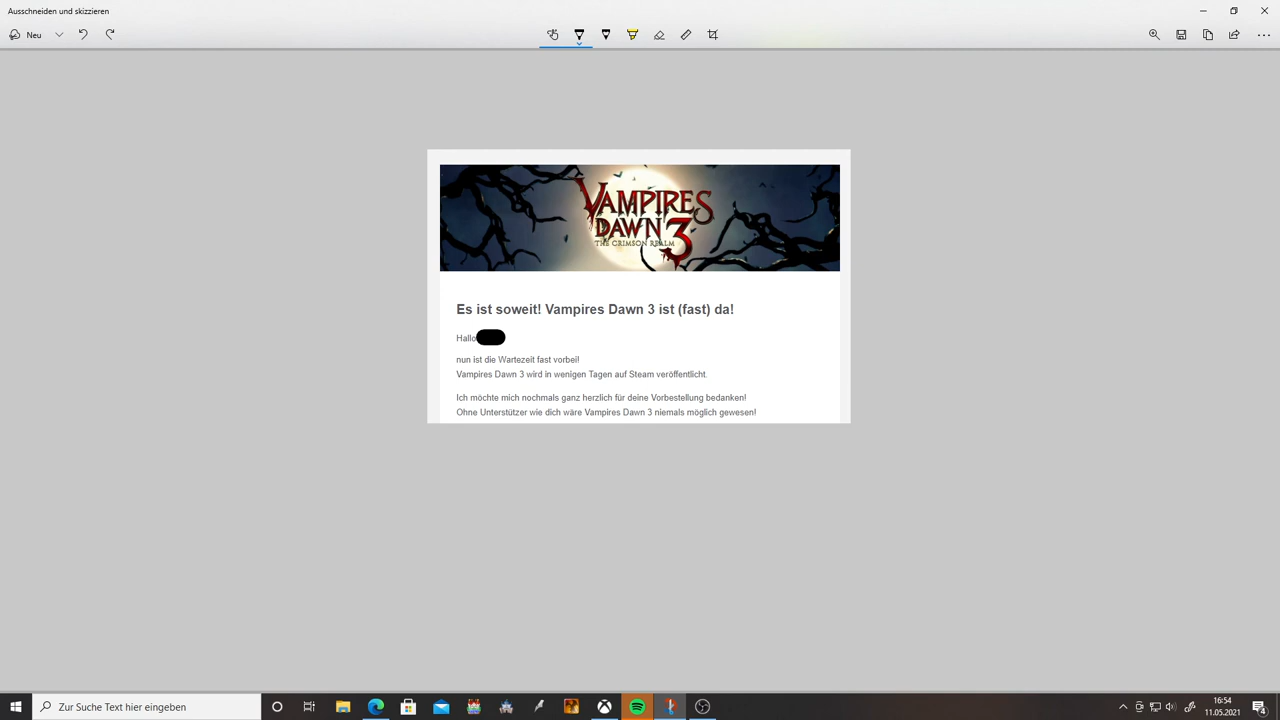 Ausschneiden und skizzieren
Neu
VAMPIRES
DAWN 3
THE CRIMSON REALM
Es ist soweit! Vampires Dawn 3 ist (fast) da!
Hallo
nun ist die Wartezeit fast vorbei!
Vampires Dawn 3 wird in wenigen Tagen auf Steam veröffentlicht.
Ich möchte mich nochmals ganz herzlich für deine Vorbestellung bedanken!
Ohne Unterstützer wie dich wäre Vampires Dawn 3 niemals möglich gewesen!
Zur Suche Text hier eingeben
16:54
11.05.2021